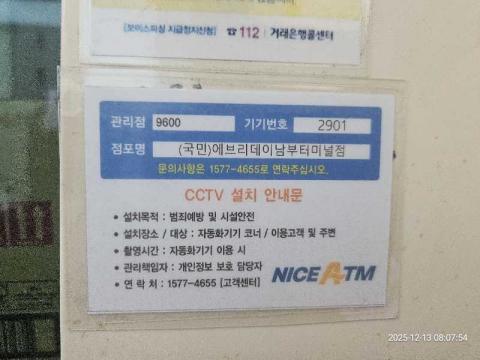 [보이스피싱 지급정지신청] ☎112 | 거래은행콜센터
관리점 9600 기기번호 2901
점포명 (국민)에브리데이남부터미널점
문의사항은 1577-4655로 연락주십시오.
CCTV 설치 안내문
• 설치목적 : 범죄예방 및 시설안전
• 설치장소 / 대상 : 자동화기기 코너 / 이용고객 및 주변
• 촬영시간 : 자동화기기 이용 시
• 관리책임자 : 개인정보 보호 담당자
• 연 락 처 : 1577-4655 [고객센터]
NICE ATM
2025-12-13 08:07:54